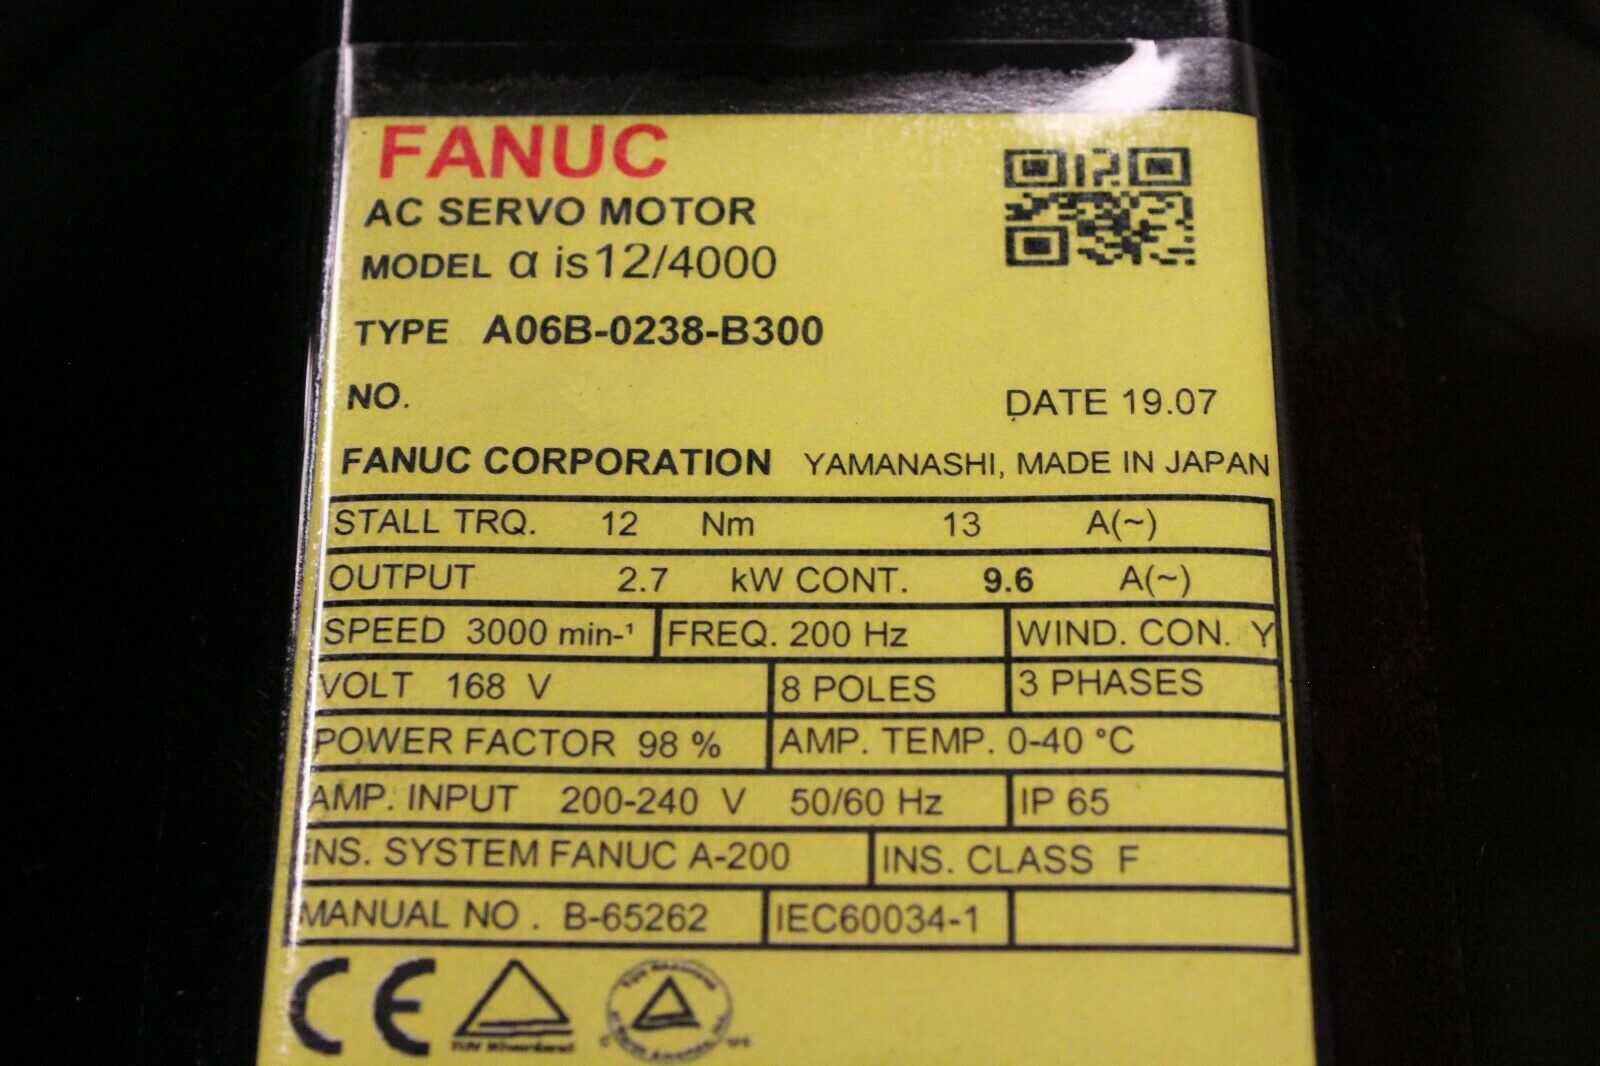 FANUC
AC SERVO MOTOR
MODEL α is12/4000
TYPE A06B-0238-B300
NO. DATE 19.07
FANUC CORPORATION YAMANASHI, MADE IN JAPAN
STALL TRQ. 12 Nm 13 A(~)
OUTPUT 2.7 kW CONT. 9.6 A(~)
SPEED 3000 min-¹ FREQ. 200 Hz WIND. CON. Y
VOLT 168 V 8 POLES 3 PHASES
POWER FACTOR 98 % AMP. TEMP. 0-40 °C
AMP. INPUT 200-240 V 50/60 Hz IP 65
INS. SYSTEM FANUC A-200 INS. CLASS F
MANUAL NO. B-65262 IEC60034-1
CE